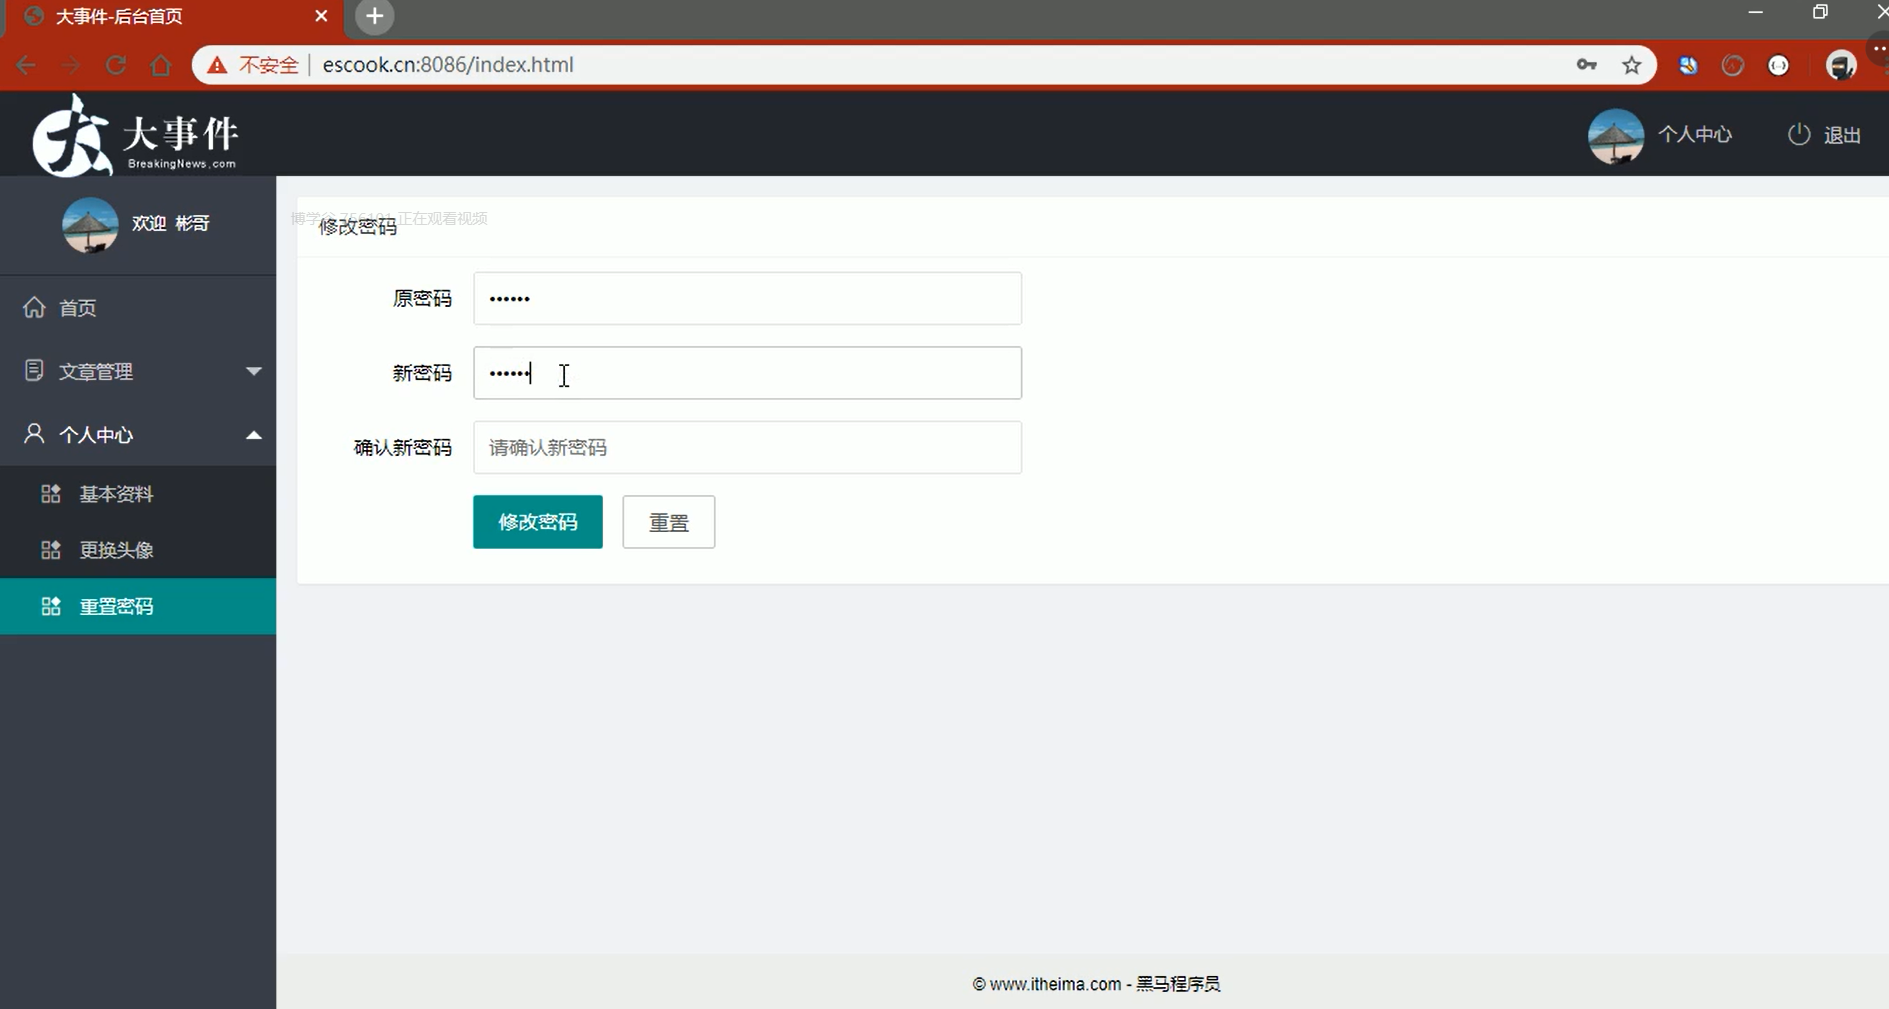 大事件-后台首页
不安全 escook.cn:8086/index.html
大事件
BreakingNews.com
个人中心
退出
欢迎 彬哥
博学谷 756101 正在观看视频
修改密码
首页
原密码
文章管理
新密码
个人中心
确认新密码 请确认新密码
基本资料
修改密码 重置
更换头像
重置密码
© www.itheima.com - 黑马程序员